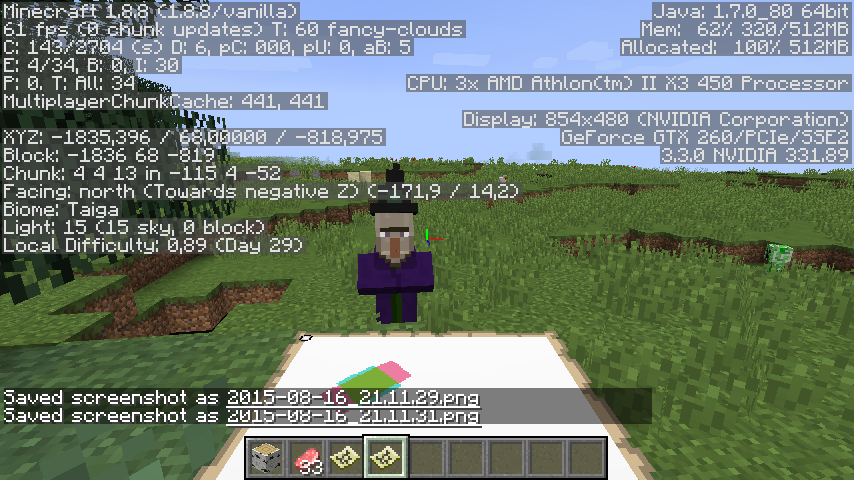 Minecraft 1.8.8 (1.8.8/vanilla)
61 fps (0 chunk updates) T: 60 fancy-clouds
C: 143/2704 (s) D: 6, pC: 000, pU: 0, aB: 5
E: 4/34, B: 0, I: 30
P: 0, T: All: 34
MultiplayerChunkCache: 441, 441
XYZ: -1835,396 / 68,00000 / -818,975
Block: -1836 68 -819
Chunk: 4 4 13 in -115 4 -52
Facing: north (Towards negative Z) (-171,9 / 14,2)
Biome: Taiga
Light: 15 (15 sky, 0 block)
Local Difficulty: 0,89 (Day 29)
Java: 1.7.0_80 64bit
Mem: 62% 320/512MB
Allocated: 100% 512MB
CPU: 3x AMD Athlon(tm) II X3 450 Processor
Display: 854x480 (NVIDIA Corporation)
GeForce GTX 260/PCIe/SSE2
3.3.0 NVIDIA 331.89
Saved screenshot as 2015-08-16_21.11.29.png
Saved screenshot as 2015-08-16_21.11.31.png